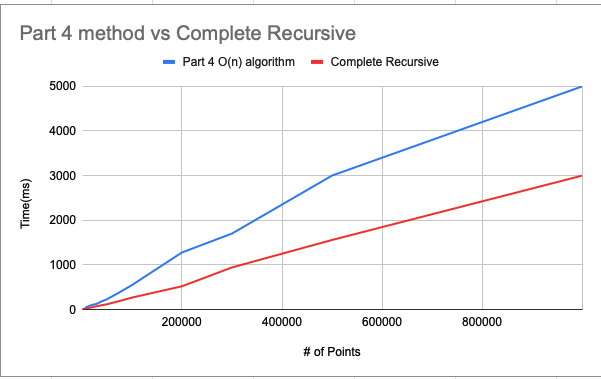 Part 4 method vs Complete Recursive
Part 4 O(n) algorithm Complete Recursive
5000
4000
3000
2000
1000
0
Time(ms)
200000 400000 600000 800000
# of Points